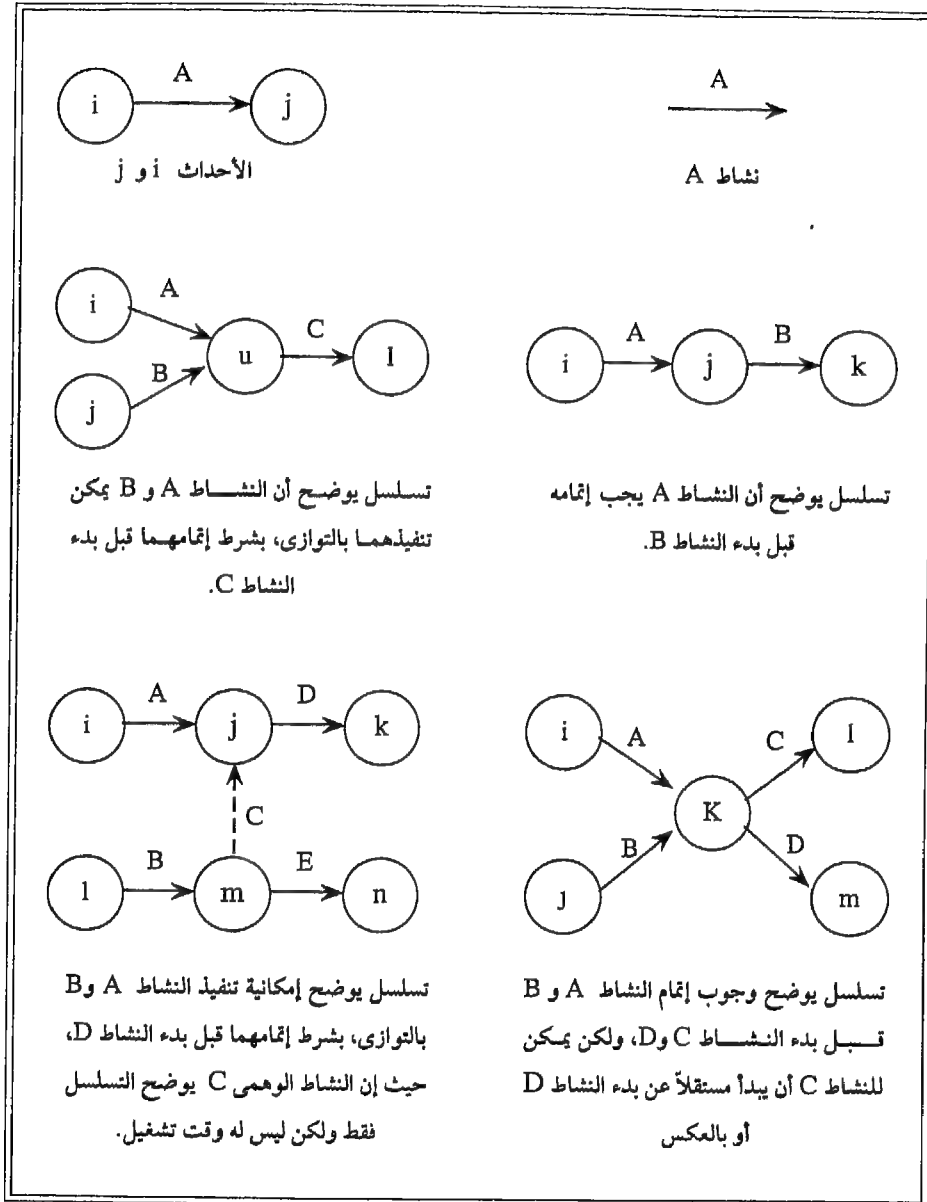 A
نشاط A
A
i
j
الأحداث i و j
A
B
i
j
k
تسلسل يوضح أن النشاط A يجب إتمامه
قبل بدء النشاط B.
i
A
j
B
u
C
l
تسلسل يوضح أن النشاط A و B يمكن
تنفيذهما بالتوازى، بشرط إتمامهما قبل بدء
النشاط C.
i
A
j
B
K
C
l
D
m
تسلسل يوضح وجوب إتمام النشاط A و B
قبل بدء النشاط C وD، ولكن يمكن
للنشاط C أن يبدأ مستقلاً عن بدء النشاط D
أو بالعكس
A
D
i
j
k
C
B
E
l
m
n
تسلسل يوضح إمكانية تنفيذ النشاط A وB
بالتوازى، بشرط إتمامهما قبل بدء النشاط D،
حيث إن النشاط الوهمى C يوضح التسلسل
فقط ولكن ليس له وقت تشغيل.